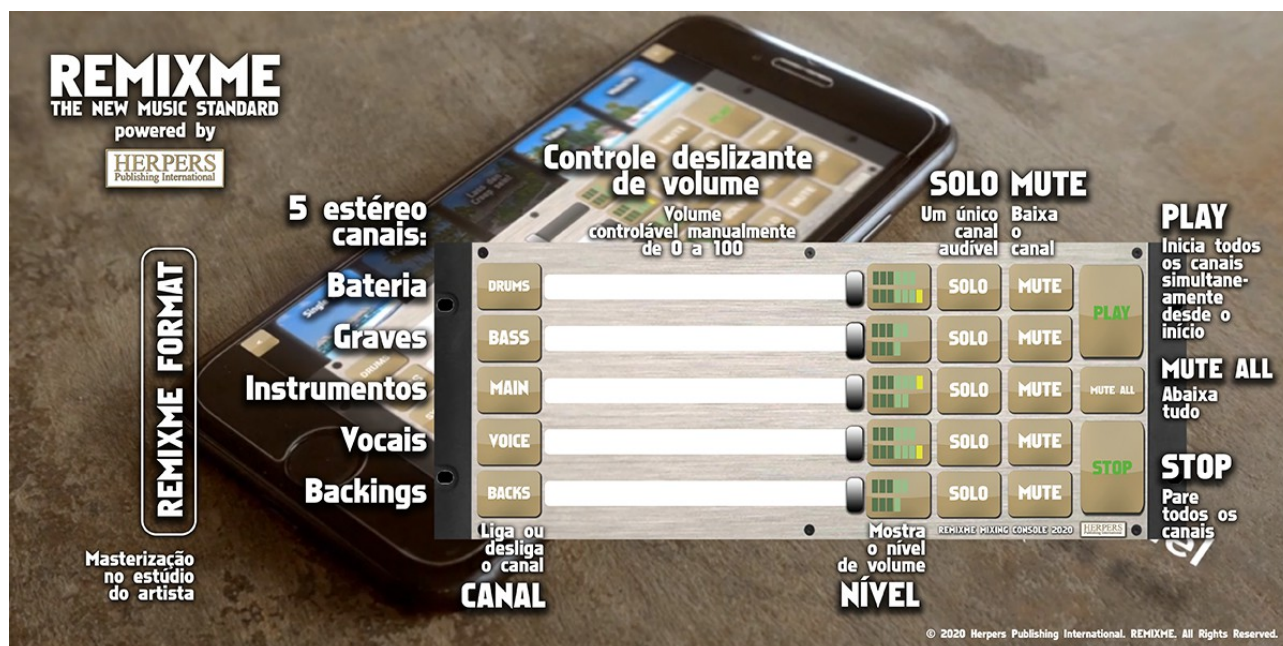 REMIXME
THE NEW MUSIC STANDARD
powered by
HERPERS
Publishing International
REMIXME FORMAT
Masterização
no estúdio
do artista
5 estéreo
canais:
Bateria
Graves
Instrumentos
Vocais
Backings
Controle deslizante
de volume
Volume
controlável manualmente
de 0 a 100
SOLO
Um único
canal
audível
MUTE
Baixa
o
canal
PLAY
Inicia todos
os canais
simultane-
amente
desde o
início
MUTE ALL
Abaixa
tudo
STOP
Pare
todos os
canais
DRUMS
SOLO MUTE
PLAY
BASS
SOLO MUTE
MAIN
SOLO MUTE
MUTE ALL
VOICE
SOLO MUTE
STOP
BACKS
SOLO MUTE
REMIXME MIXING CONSOLE 2020
HERPERS
Liga ou
desliga
o canal
CANAL
Mostra
o nível
de volume
NÍVEL
Single
DRUMS
PLAY
MUTE
© 2020 Herpers Publishing International. REMIXME. All Rights Reserved.